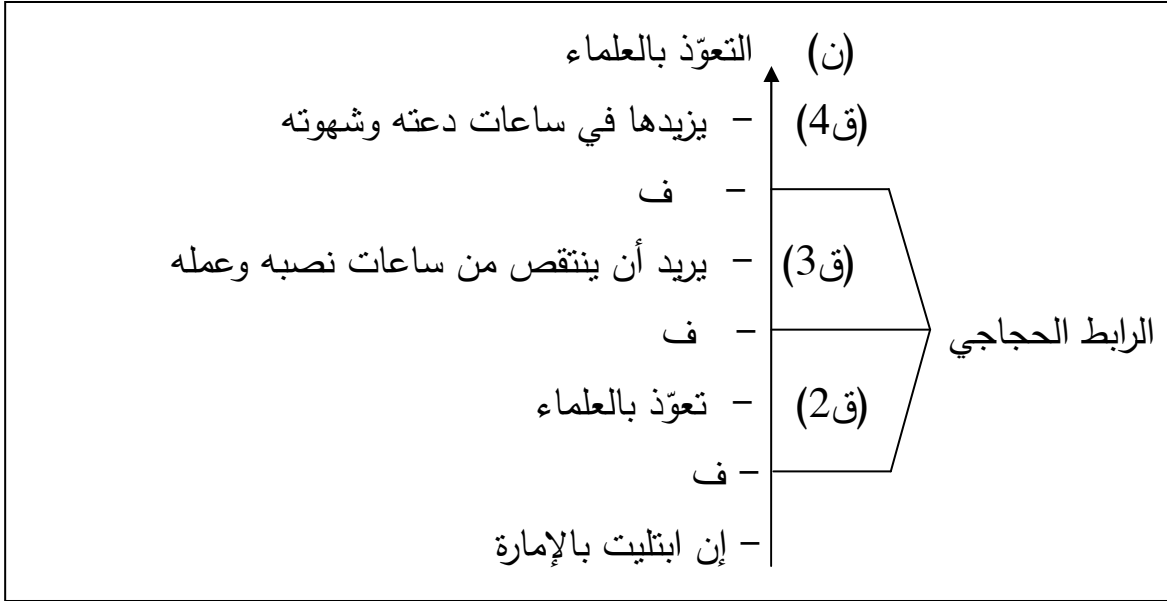 (ن) التعوّذ بالعلماء
(ق4) – يزيدها في ساعات دعته وشهوته
– ف
(ق3) – يريد أن ينتقص من ساعات نصبه وعمله
الرابط الحجاجي
– ف
(ق2) – تعوّذ بالعلماء
– ف
– إن ابتليت بالإمارة